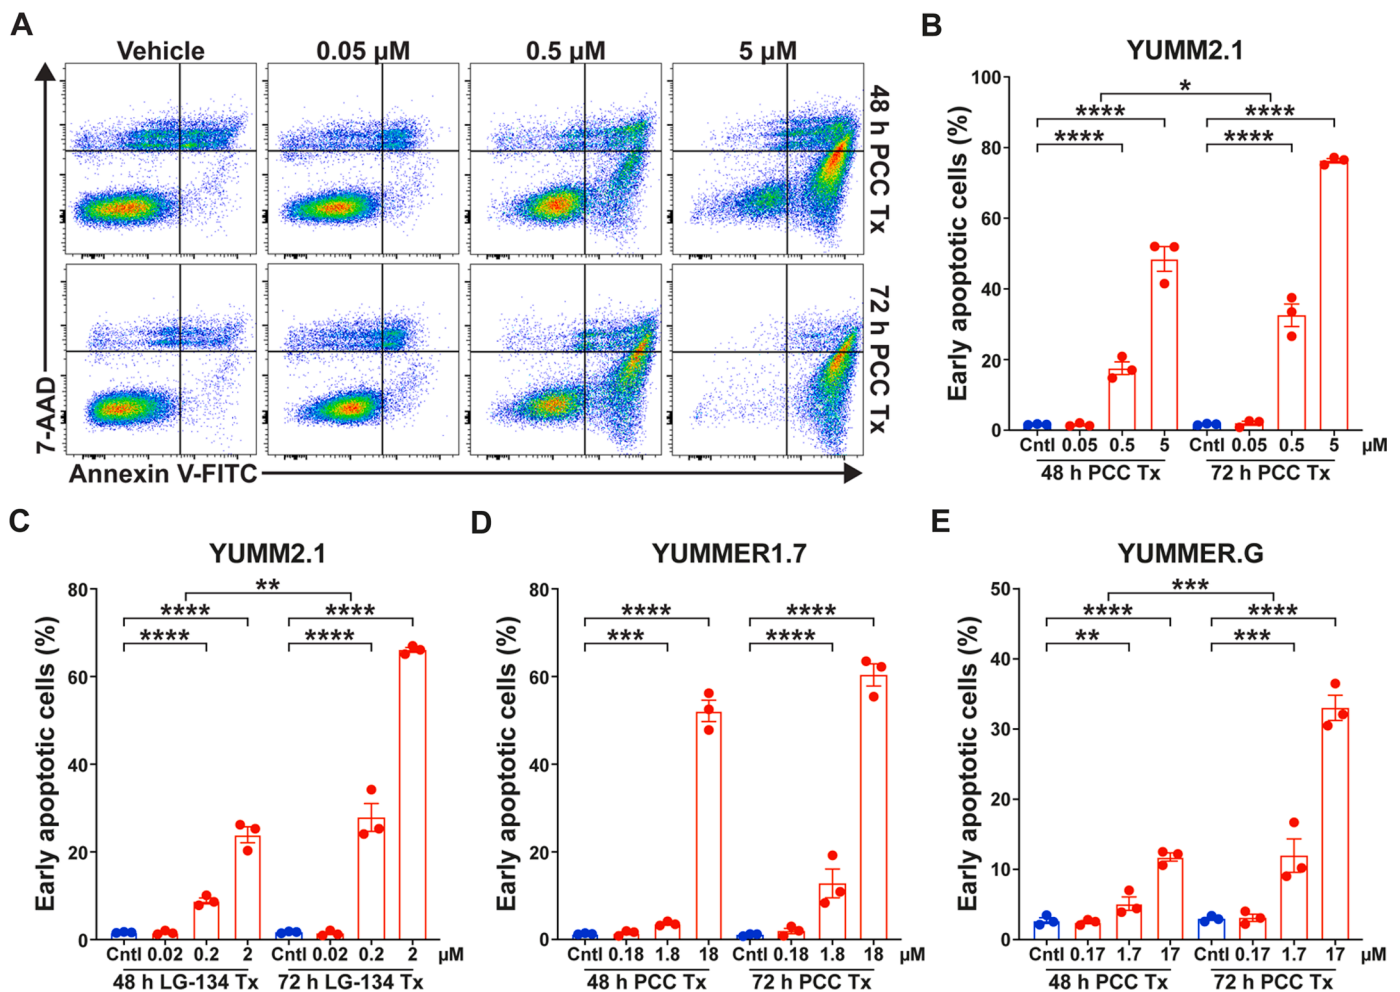 A
Vehicle 0.05 µM 0.5 µM 5 µM
48 h PCC Tx
72 h PCC Tx
7-AAD
Annexin V-FITC
B
YUMM2.1
Early apoptotic cells (%)
100
80
60
40
20
0
*
**** ****
**** ****
Cntl 0.05 0.5 5 Cntl 0.05 0.5 5 µM
48 h PCC Tx 72 h PCC Tx
C
YUMM2.1
Early apoptotic cells (%)
80
60
40
20
0
**
**** ****
**** ****
Cntl 0.02 0.2 2 Cntl 0.02 0.2 2 µM
48 h LG-134 Tx 72 h LG-134 Tx
D
YUMMER1.7
Early apoptotic cells (%)
80
60
40
20
0
**** ****
*** ****
Cntl 0.18 1.8 18 Cntl 0.18 1.8 18 µM
48 h PCC Tx 72 h PCC Tx
E
YUMMER.G
Early apoptotic cells (%)
50
40
30
20
10
0
***
**** ****
** ***
Cntl 0.17 1.7 17 Cntl 0.17 1.7 17 µM
48 h PCC Tx 72 h PCC Tx